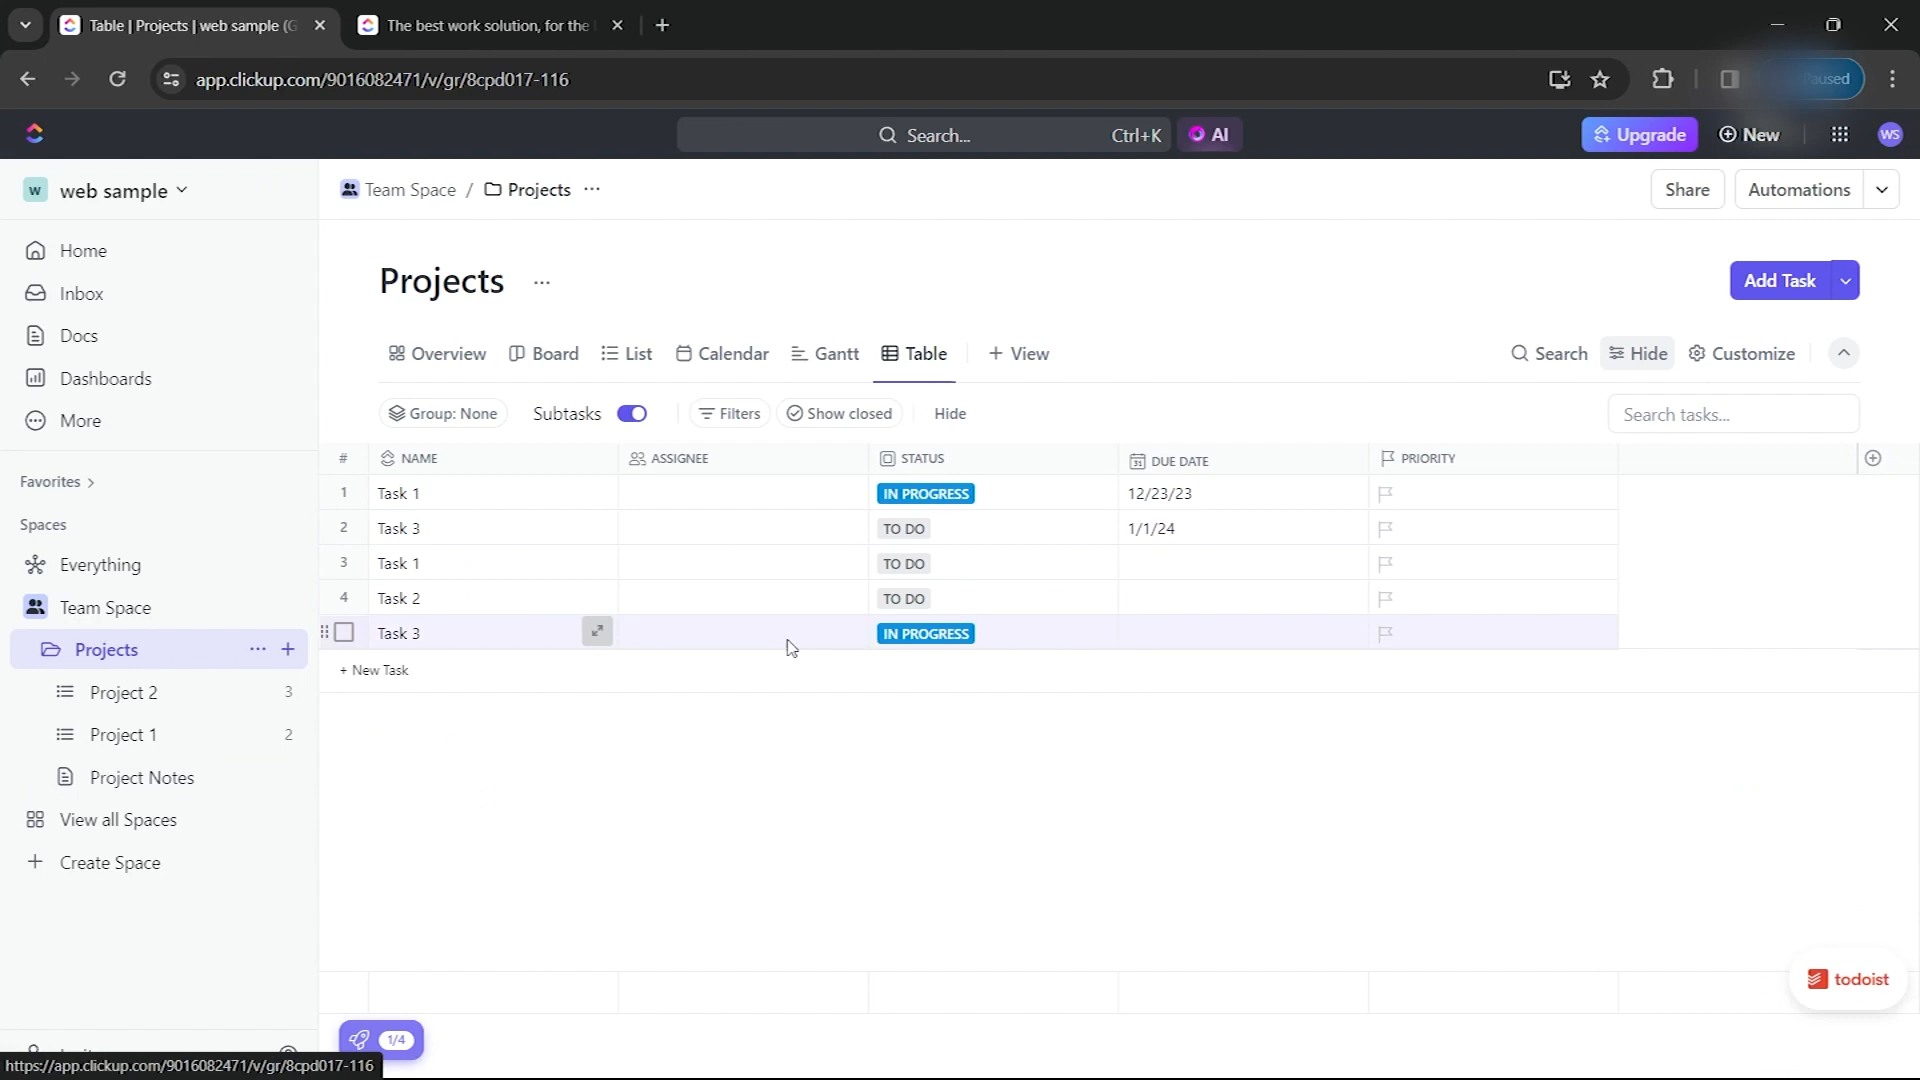 Table | Projects | web sample (G
The best work solution, for the
app.clickup.com/9016082471/v/gr/8cpd017-116
Paused
Search... Ctrl+K
AI
Upgrade
New
WS
w web sample
Team Space / Projects ...
Share
Automations
Home
Inbox
Docs
Dashboards
More
Favorites
Spaces
Everything
Team Space
Projects ... +
Project 2 3
Project 1 2
Project Notes
View all Spaces
+ Create Space
Projects ...
Add Task
Overview Board List Calendar Gantt Table + View
Search Hide Customize
Group: None Subtasks Filters Show closed Hide
Search tasks...
# NAME ASSIGNEE STATUS 31 DUE DATE PRIORITY
1 Task 1 IN PROGRESS 12/23/23
2 Task 3 TO DO 1/1/24
3 Task 1 TO DO
4 Task 2 TO DO
Task 3 IN PROGRESS
+ New Task
todoist
1/4
https://app.clickup.com/9016082471/v/gr/8cpd017-116